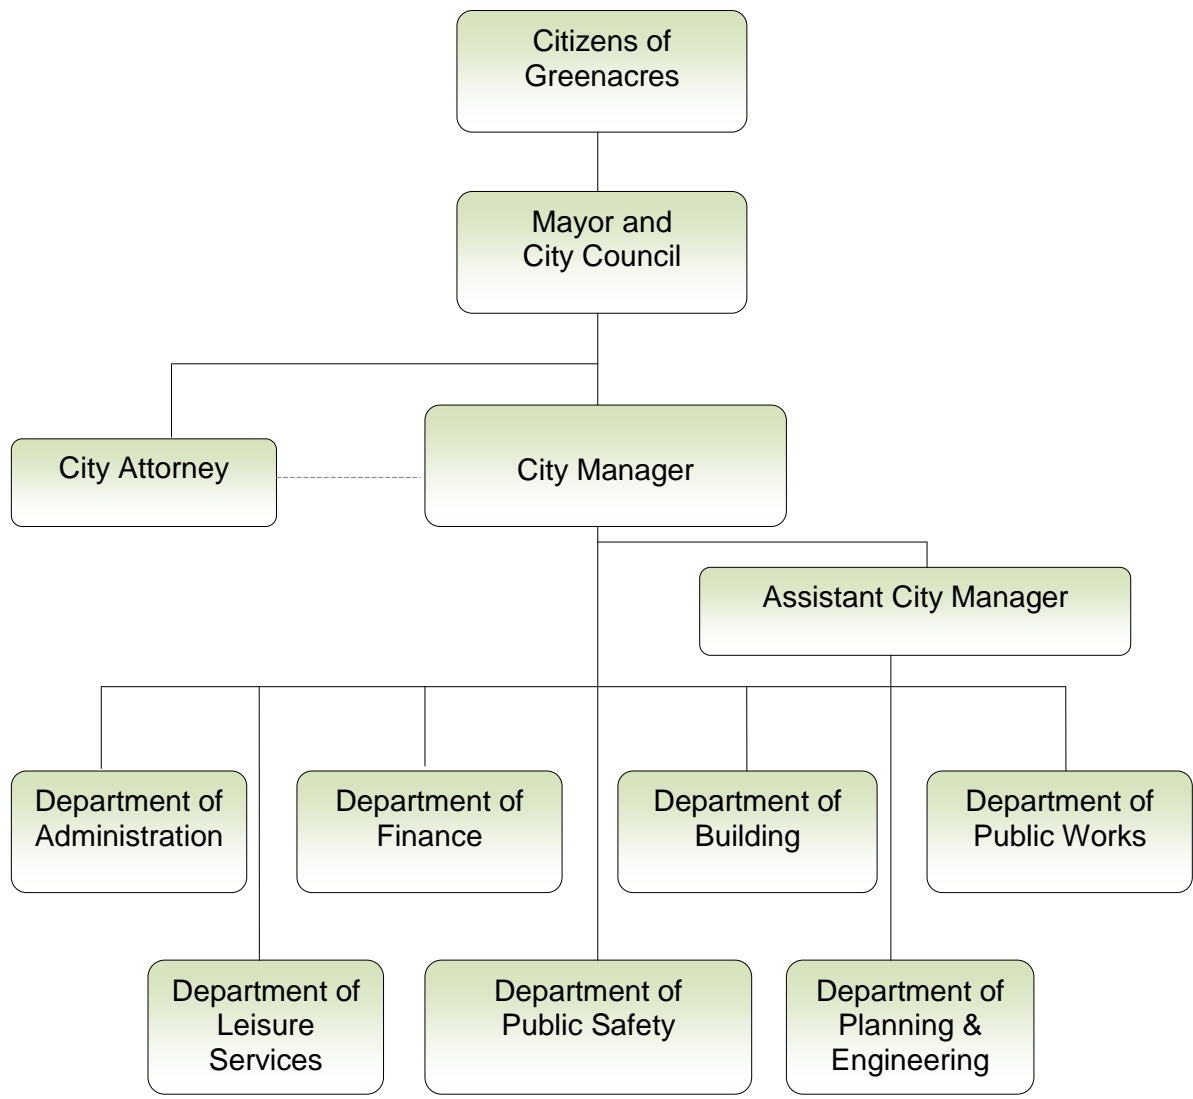 Citizens of
Greenacres
Mayor and
City Council
City Attorney
City Manager
Assistant City Manager
Department of
Administration
Department of
Finance
Department of
Building
Department of
Public Works
Department of
Leisure
Services
Department of
Public Safety
Department of
Planning &
Engineering